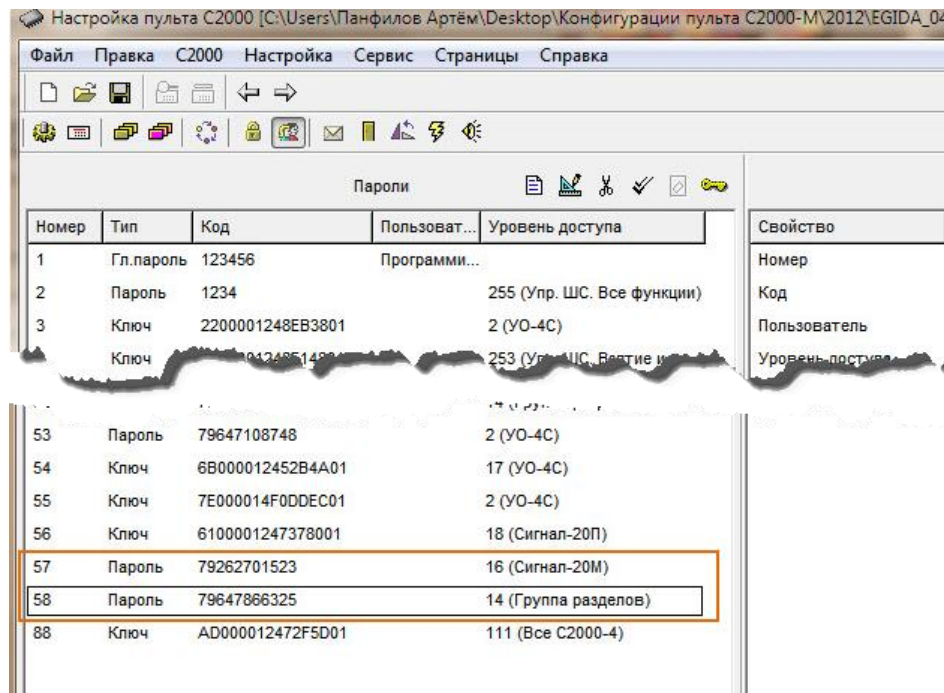 Настройка пульта С2000 [C:\Users\Панфилов Артём\Desktop\Конфигурации пульта С2000-М\2012\EGIDA_04
Файл Правка С2000 Настройка Сервис Страницы Справка
Пароли
Номер Тип Код Пользоват... Уровень доступа Свойство
1 Гл.пароль 123456 Программи... Номер
2 Пароль 1234 255 (Упр. ШС. Все функции) Код
3 Ключ 2200001248EB3801 2 (УО-4С) Пользователь
Ключ 253 Уровень доступа
53 Пароль 79647108748 2 (УО-4С)
54 Ключ 6B000012452B4A01 17 (УО-4С)
55 Ключ 7E000014F0DDEC01 2 (УО-4С)
56 Ключ 6100001247378001 18 (Сигнал-20П)
57 Пароль 79262701523 16 (Сигнал-20М)
58 Пароль 79647866325 14 (Группа разделов)
88 Ключ AD000012472F5D01 111 (Все С2000-4)